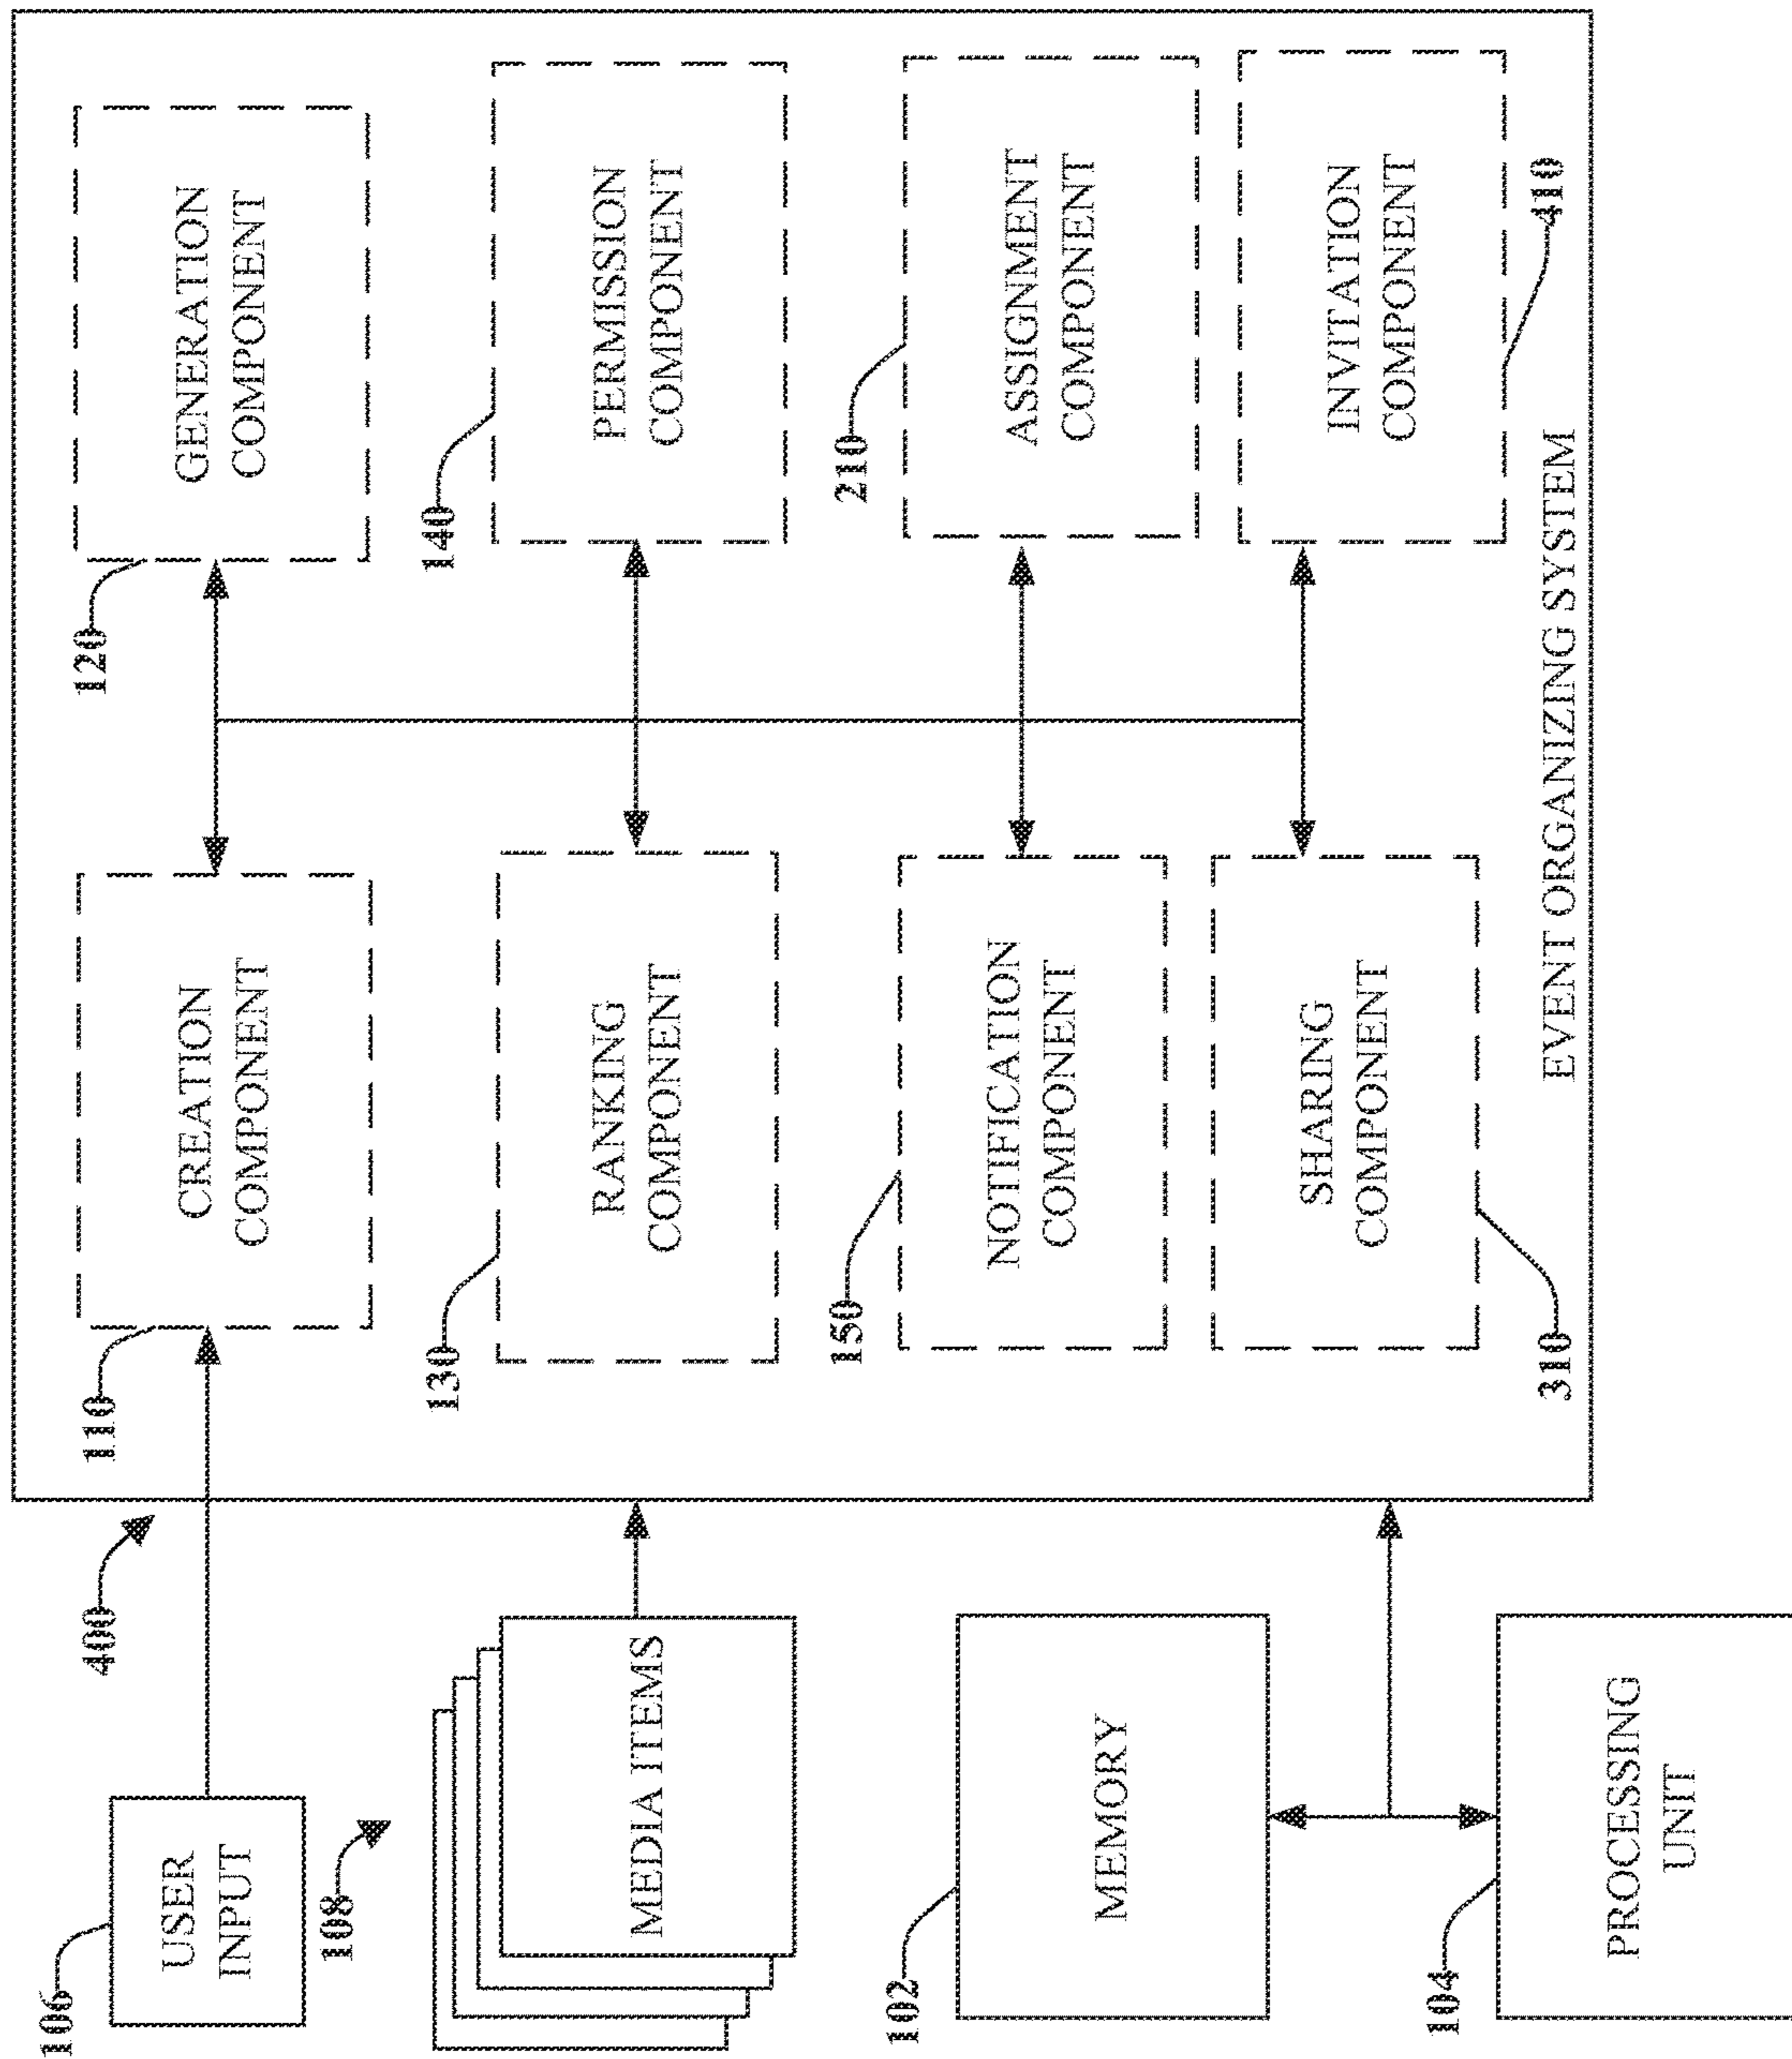 106
USER
INPUT
400
110
CREATION
COMPONENT
120
GENERATION
COMPONENT
108
MEDIA ITEMS
130
RANKING
COMPONENT
140
PERMISSION
COMPONENT
102
MEMORY
150
NOTIFICATION
COMPONENT
210
ASSIGNMENT
COMPONENT
SHARING
COMPONENT
310
INVITATION
COMPONENT
410
104
PROCESSING
UNIT
EVENT ORGANIZING SYSTEM